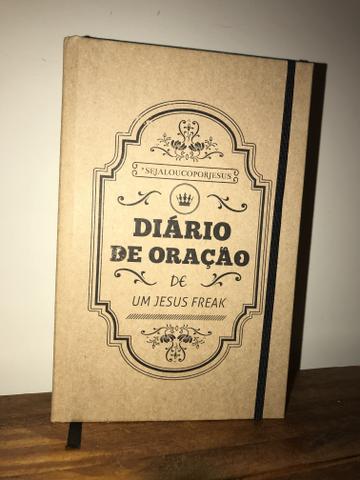 *SEJALOUCOPORJESUS
DIÁRIO
DE ORAÇÃO
DE
UM JESUS FREAK